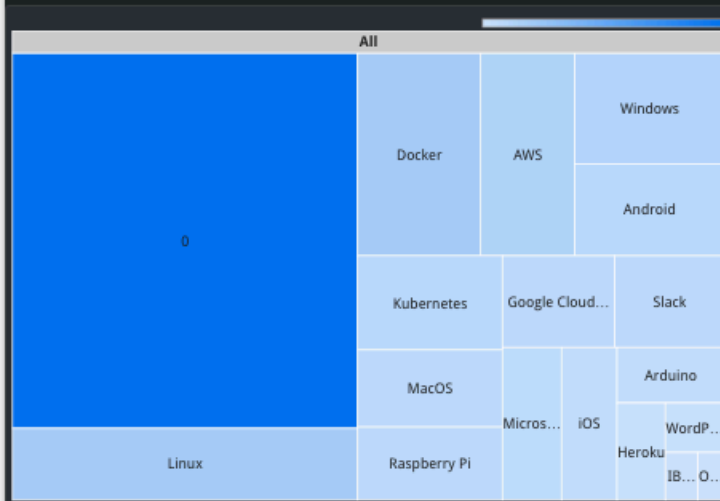 All
0
Linux
Docker
AWS
Windows
Android
Kubernetes
Google Cloud...
Slack
MacOS
Raspberry Pi
Micros...
iOS
Arduino
Heroku
WordP...
IB...
O...